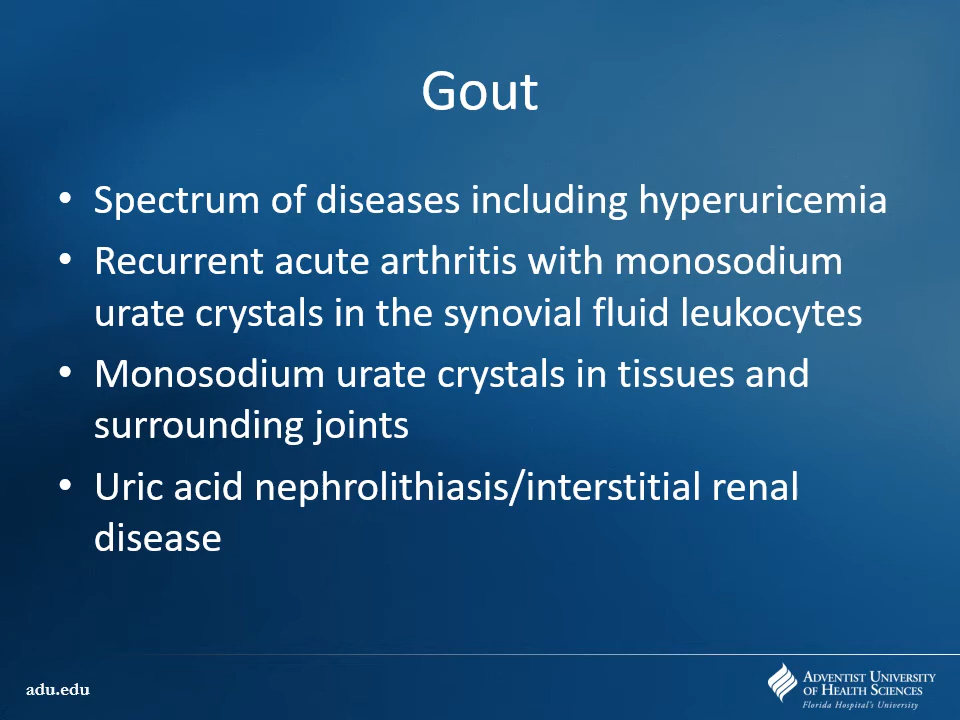 Gout
• Spectrum of diseases including hyperuricemia
• Recurrent acute arthritis with monosodium
urate crystals in the synovial fluid leukocytes
• Monosodium urate crystals in tissues and
surrounding joints
• Uric acid nephrolithiasis/interstitial renal
disease
adu.edu
ADVENTIST UNIVERSITY
OF HEALTH SCIENCES
Florida Hospital's University